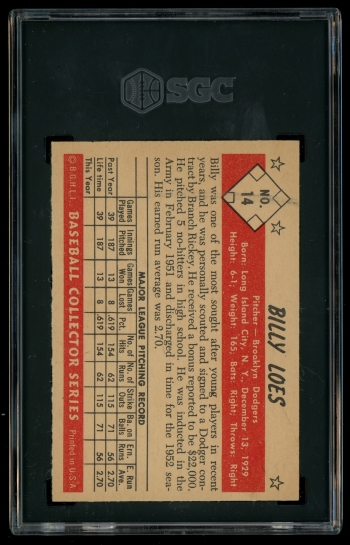 SGC
NO.
14
BILLY LOES
Pitcher—Brooklyn Dodgers
Born: Long Island City, N. Y., December 13, 1929
Height: 6-1; Weight: 165, Bats: Right; Throws: Right
Billy was one of the most sought after young players in recent
years, and he was personally scouted and signed to a Dodger con-
tract by Branch Rickey. He received a bonus reported to be $22,000.
He pitched 5 no-hitters in high school. He was inducted in the
Army in February 1951 and discharged in time for the 1952 sea-
son. His earned run average was 2.70.
MAJOR LEAGUE PITCHING RECORD
Games Innings Games Games No. of No. of Strike Ba. on Ern. E. Run
Played Pitched Won Lost Pct. Hits Runs Outs Balls Runs Ave.
Past Year 39 187 13 8 .619 154 62 115 71 56 2.70
Life time 39 187 13 8 .619 154 62 115 71 56 2.70
This Year
© B.G.H.L.I. BASEBALL COLLECTOR SERIES Printed in U.S.A.